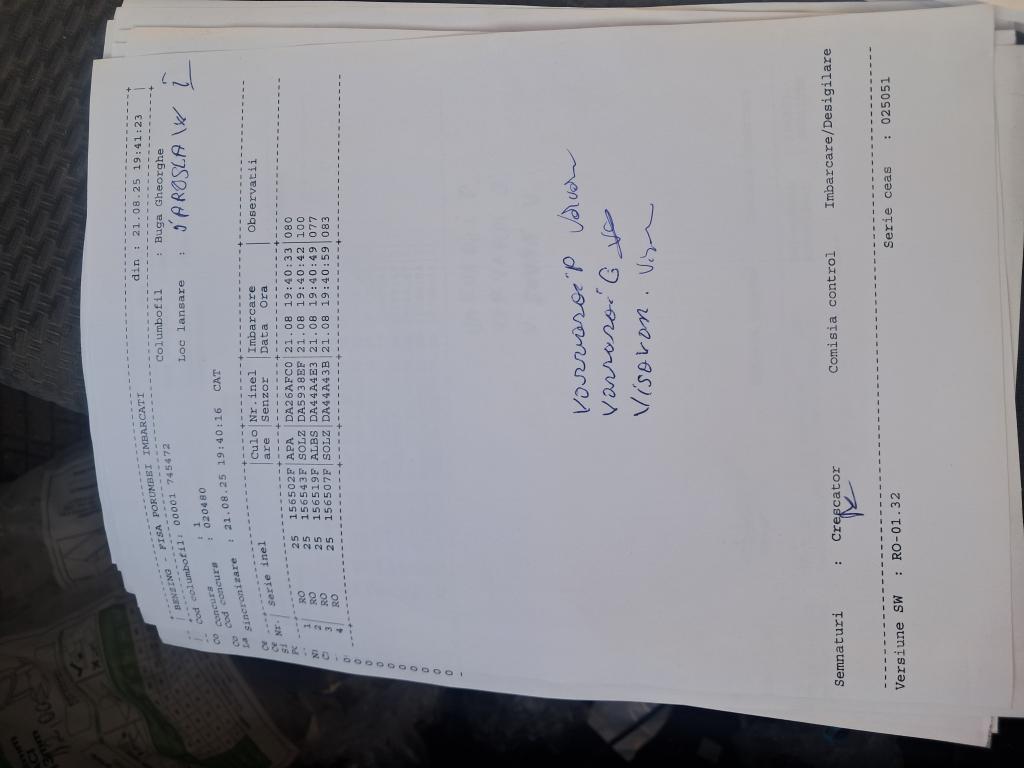 BENZING - FISA PORUMBEI IMBARCATI din : 21.08.25 19:41:23
Cod columbofil: 00001 745472 Columbofil : Buga Gheorghe
Concurs : 1 Loc lansare : JAROSLAW I
Cod concurs : 020480
Sincronizare : 21.08.25 19:40:16 CAT
Nr.| Serie inel |Culo|Nr.inel |Imbarcare | Observatii
|are |Senzor |Data Ora |
1 RO 25 156502F|APA |DA26AFC0|21.08 19:40:33|080
2 RO 25 156543F|SOLZ|DA5938EF|21.08 19:40:42|100
3 RO 25 156519F|ALBS|DA44A4E3|21.08 19:40:49|077
4 RO 25 156507F|SOLZ|DA44A43B|21.08 19:40:59|083
Varvaroi P
Varvaroi G
Visovan.
Semnaturi : Crescator Comisia control Imbarcare/Desigilare
Versiune SW : RO-01.32 Serie ceas : 025051